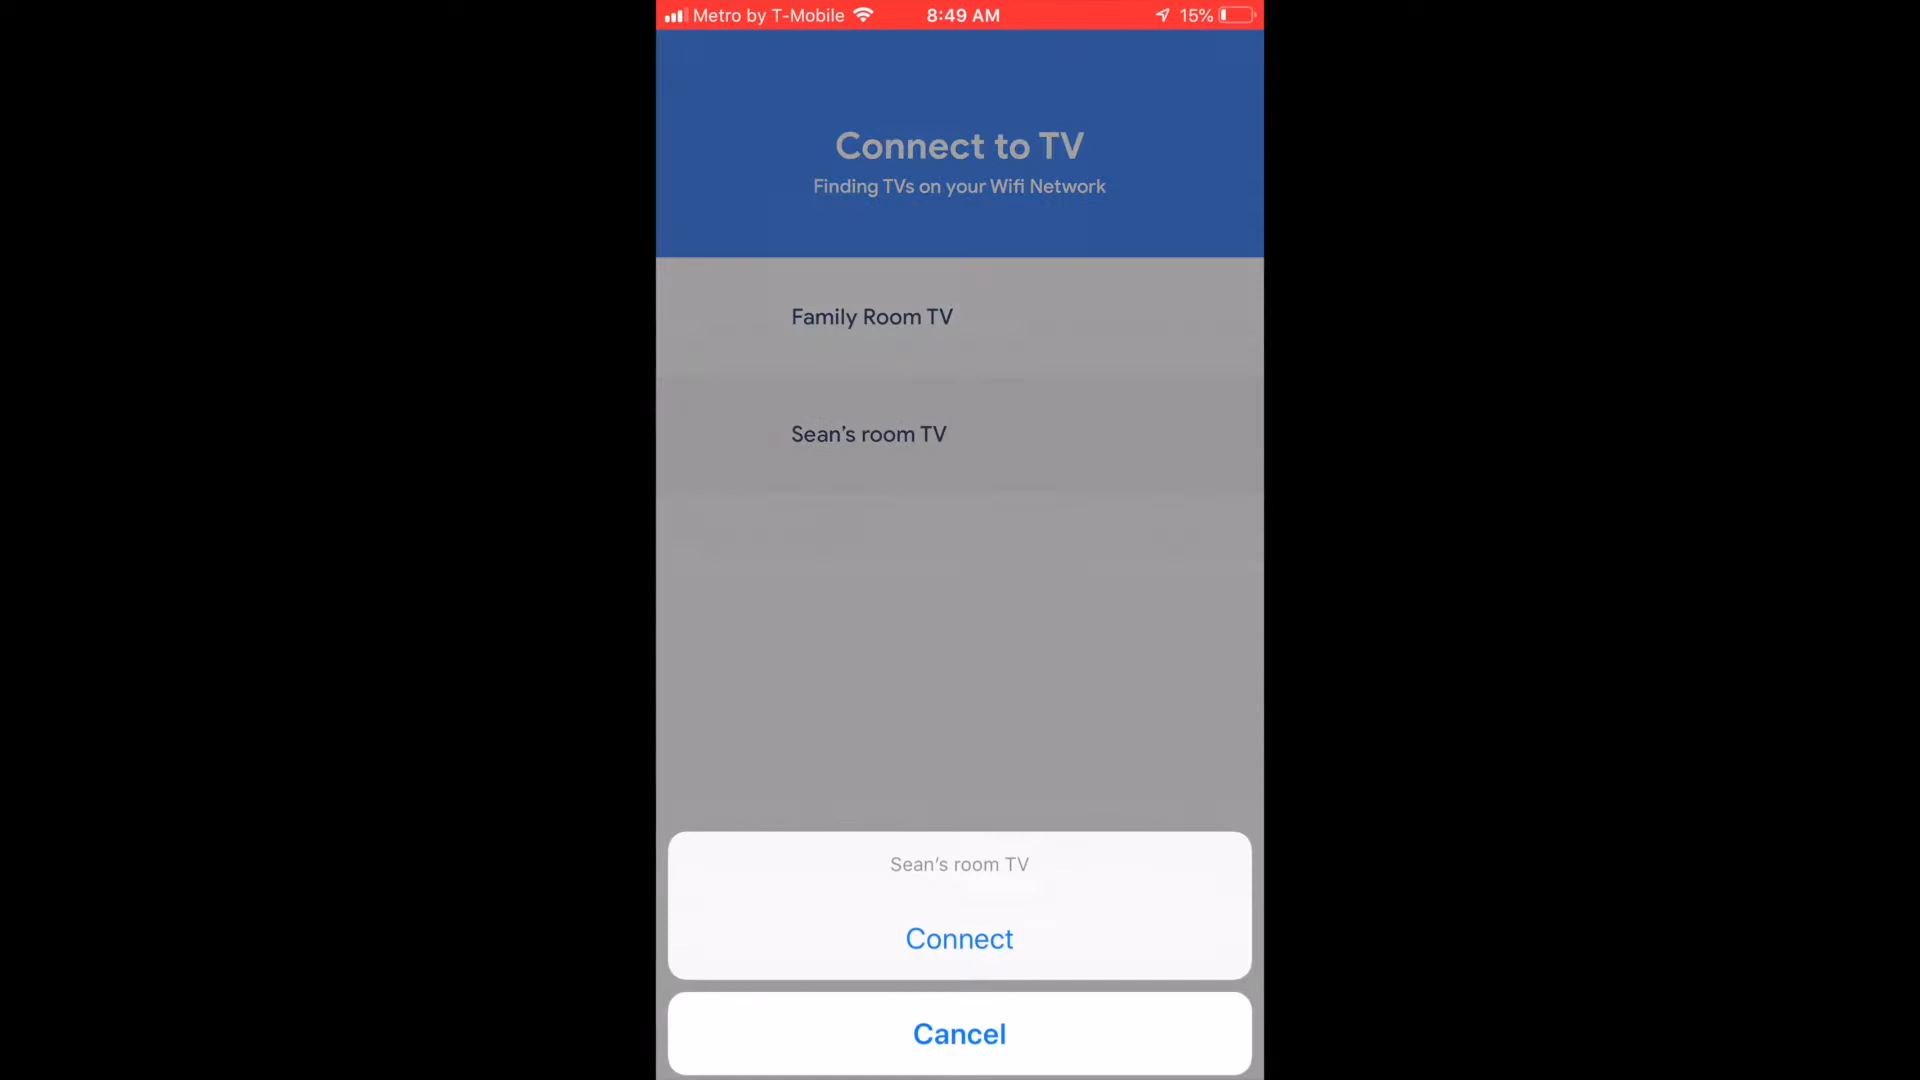 Metro by T-Mobile 8:49 AM 15%
Connect to TV
Finding TVs on your Wifi Network
Family Room TV
Sean’s room TV
Sean’s room TV
Connect
Cancel